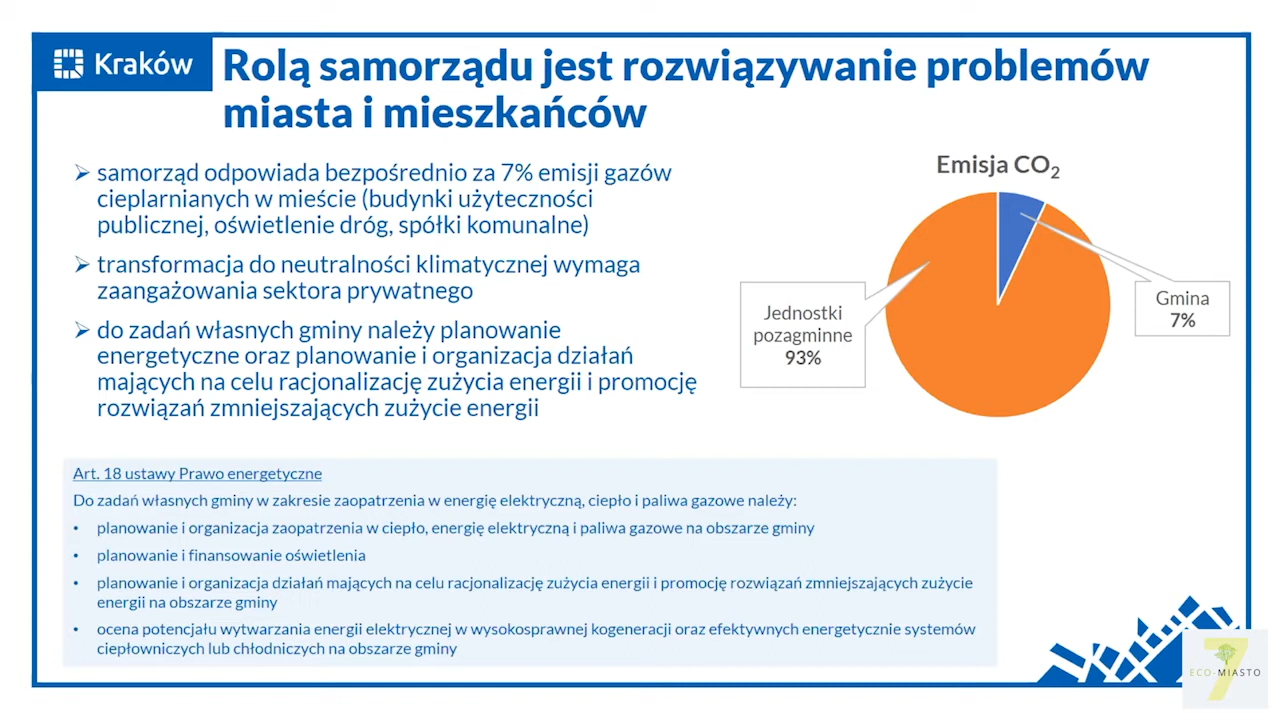 Kraków
Rolą samorządu jest rozwiązywanie problemów
miasta i mieszkańców
samorząd odpowiada bezpośrednio za 7% emisji gazów
cieplarnianych w mieście (budynki użyteczności
publicznej, oświetlenie dróg, spółki komunalne)
transformacja do neutralności klimatycznej wymaga
zaangażowania sektora prywatnego
do zadań własnych gminy należy planowanie
energetyczne oraz planowanie i organizacja działań
mających na celu racjonalizację zużycia energii i promocję
rozwiązań zmniejszających zużycie energii
Emisja CO₂
Jednostki
pozagminne
93%
Gmina
7%
Art. 18 ustawy Prawo energetyczne
Do zadań własnych gminy w zakresie zaopatrzenia w energię elektryczną, ciepło i paliwa gazowe należy:
• planowanie i organizacja zaopatrzenia w ciepło, energię elektryczną i paliwa gazowe na obszarze gminy
• planowanie i finansowanie oświetlenia
• planowanie i organizacja działań mających na celu racjonalizację zużycia energii i promocję rozwiązań zmniejszających zużycie
energii na obszarze gminy
• ocena potencjału wytwarzania energii elektrycznej w wysokosprawnej kogeneracji oraz efektywnych energetycznie systemów
ciepłowniczych lub chłodniczych na obszarze gminy
7
ECO-MIASTO